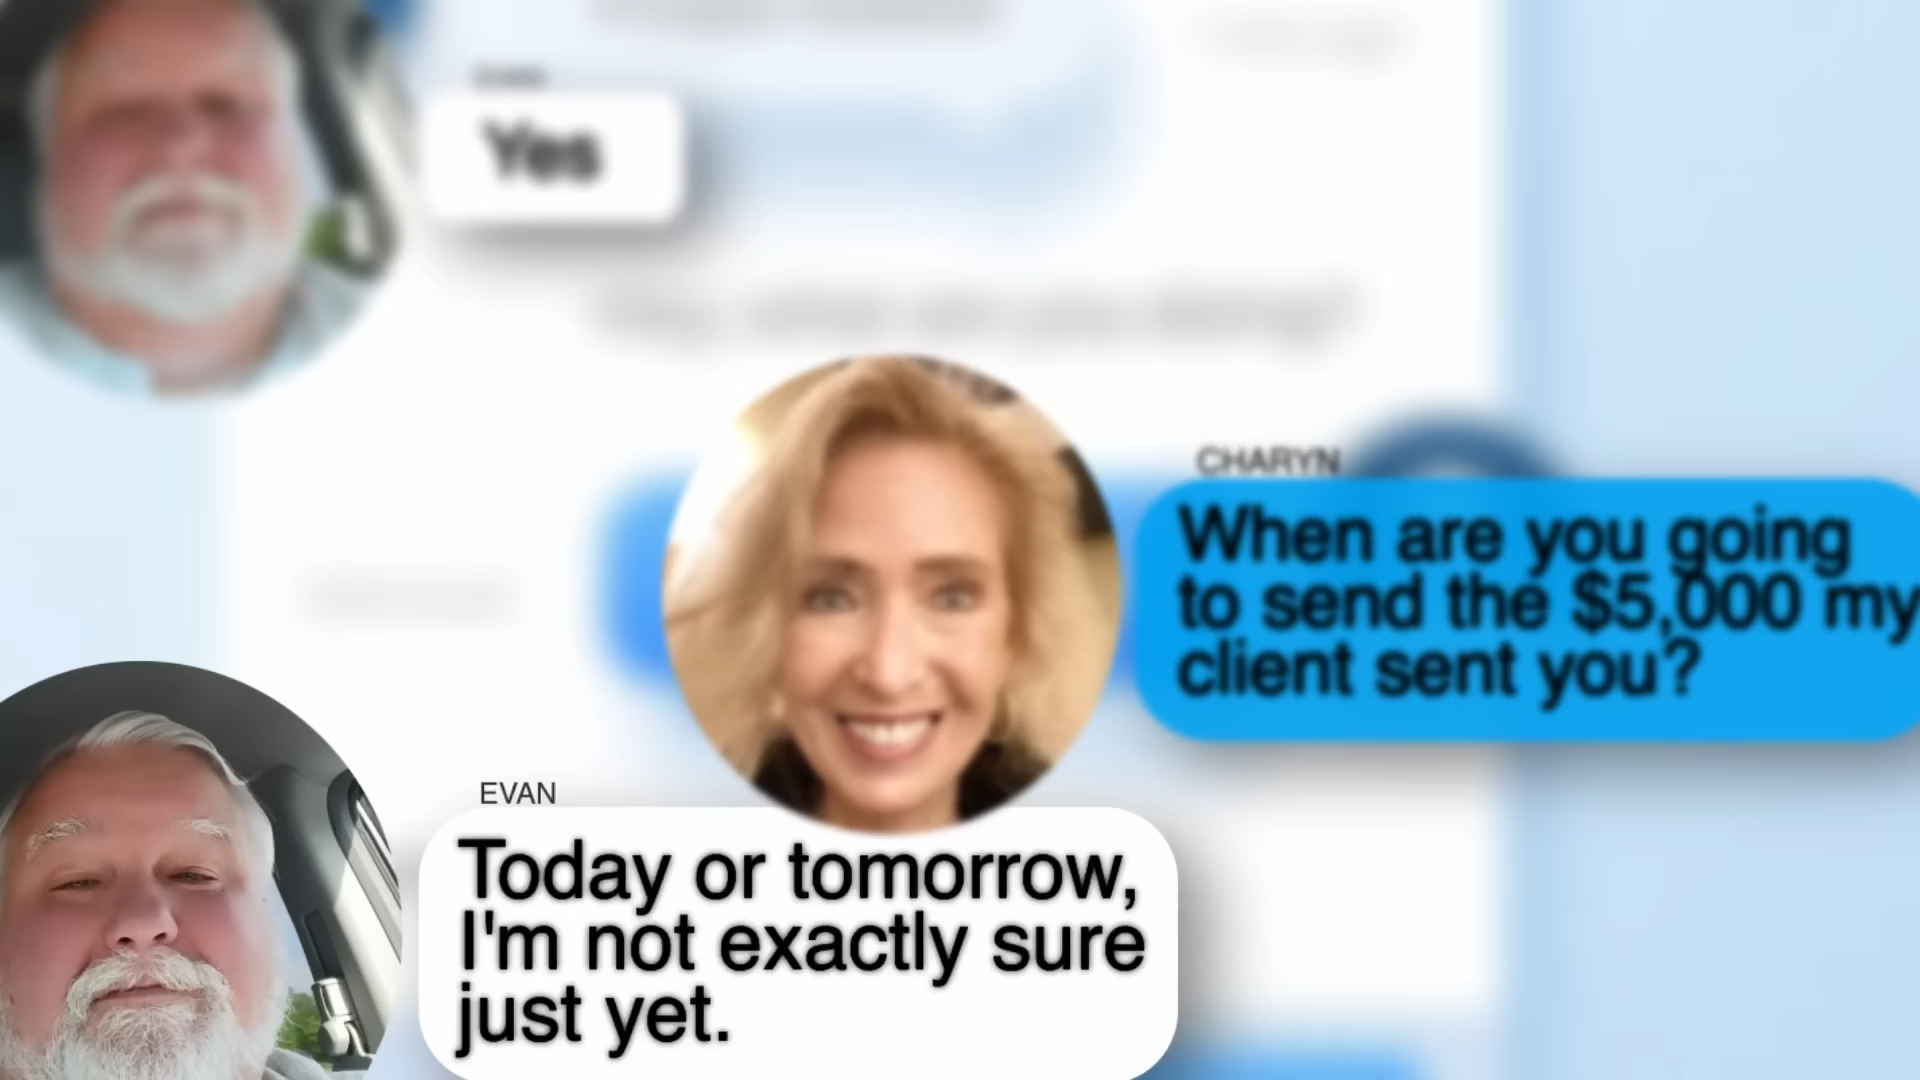 Yes
CHARYN
When are you going
to send the $5,000 my
client sent you?
EVAN
Today or tomorrow,
I'm not exactly sure
just yet.